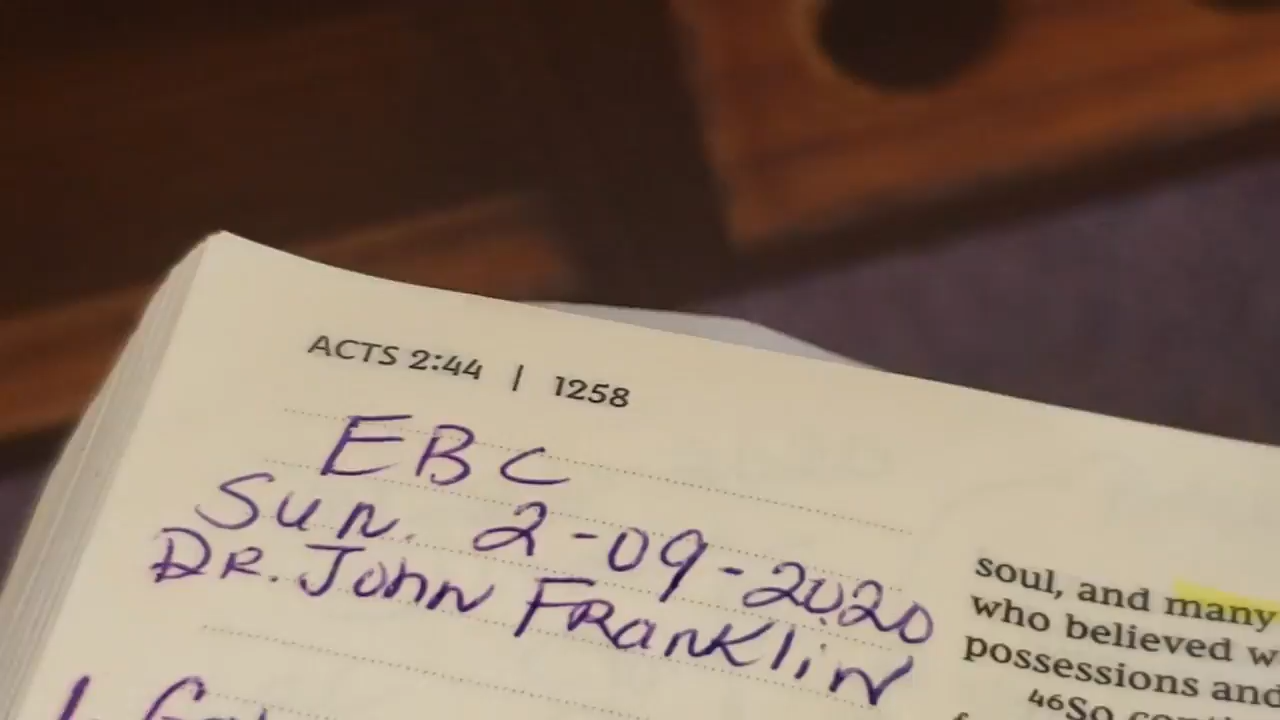 ACTS 2:44 | 1258
EBC
Sun. 2-09-2020
DR. John Franklin
soul, and many
who believed
possessions and
46So